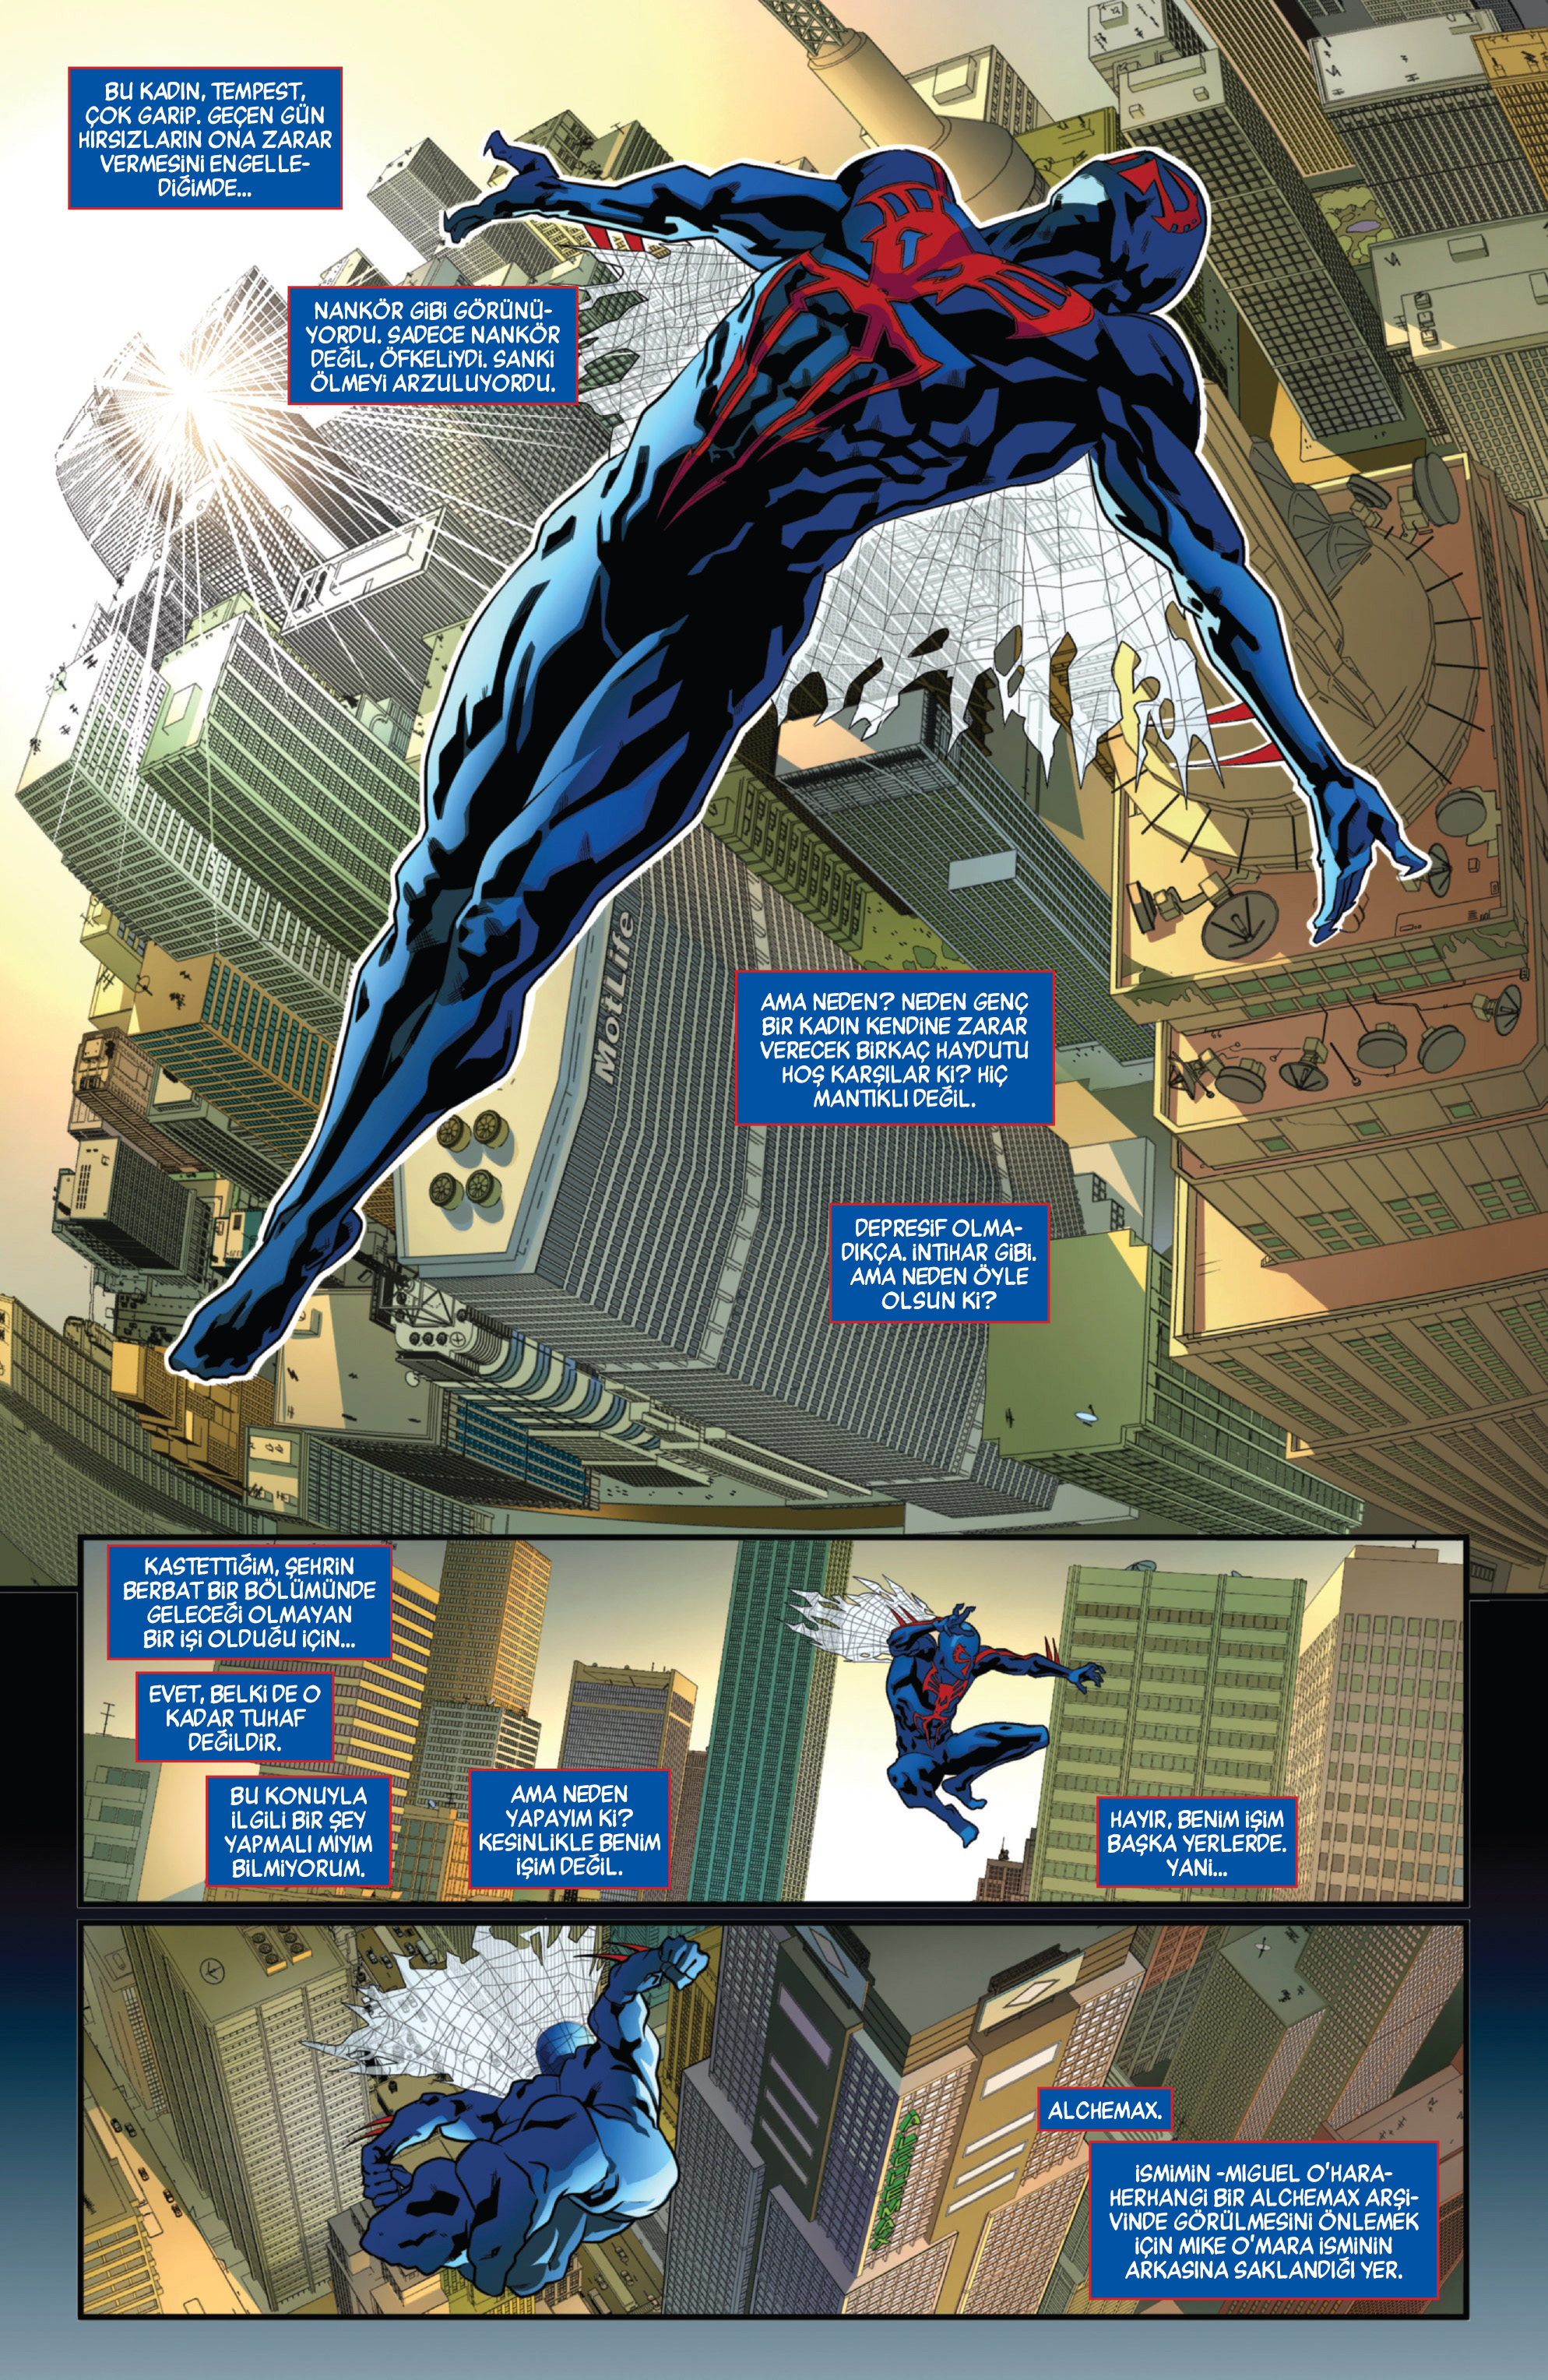 BU KADIN, TEMPEST,
ÇOK GARİP. GEÇEN GÜN
HIRSIZLARIN ONA ZARAR
VERMESİNİ ENGELLE-
DİĞİMDE...
NANKÖR GİBİ GÖRÜNÜ-
YORDU. SADECE NANKÖR
DEĞİL, ÖFKELİYDİ. SANKİ
ÖLMEYİ ARZULUYORDU.
MotLife
AMA NEDEN? NEDEN GENÇ
BİR KADIN KENDİNE ZARAR
VERECEK BİRKAÇ HAYDUTU
HOŞ KARŞILAR Kİ? HİÇ
MANTIKLI DEĞİL.
DEPRESİF OLMA-
DIKÇA. İNTİHAR GİBİ.
AMA NEDEN ÖYLE
OLSUN Kİ?
KASTETTİĞİM, ŞEHRİN
BERBAT BİR BÖLÜMÜNDE
GELECEĞİ OLMAYAN
BİR İŞİ OLDUĞU İÇİN...
EVET, BELKİ DE O
KADAR TUHAF
DEĞİLDİR.
BU KONUYLA
İLGİLİ BİR ŞEY
YAPMALI MIYIM
BİLMİYORUM.
AMA NEDEN
YAPAYIM Kİ?
KESİNLİKLE BENİM
İŞİM DEĞİL.
HAYIR, BENİM İŞİM
BAŞKA YERLERDE.
YANİ...
ALCHEMAX
ALCHEMAX.
İSMİMİN -MIGUEL O'HARA-
HERHANGİ BİR ALCHEMAX ARŞİ-
VİNDE GÖRÜLMESİNİ ÖNLEMEK
İÇİN MIKE O'MARA İSMİNİN
ARKASINA SAKLANDIĞI YER.